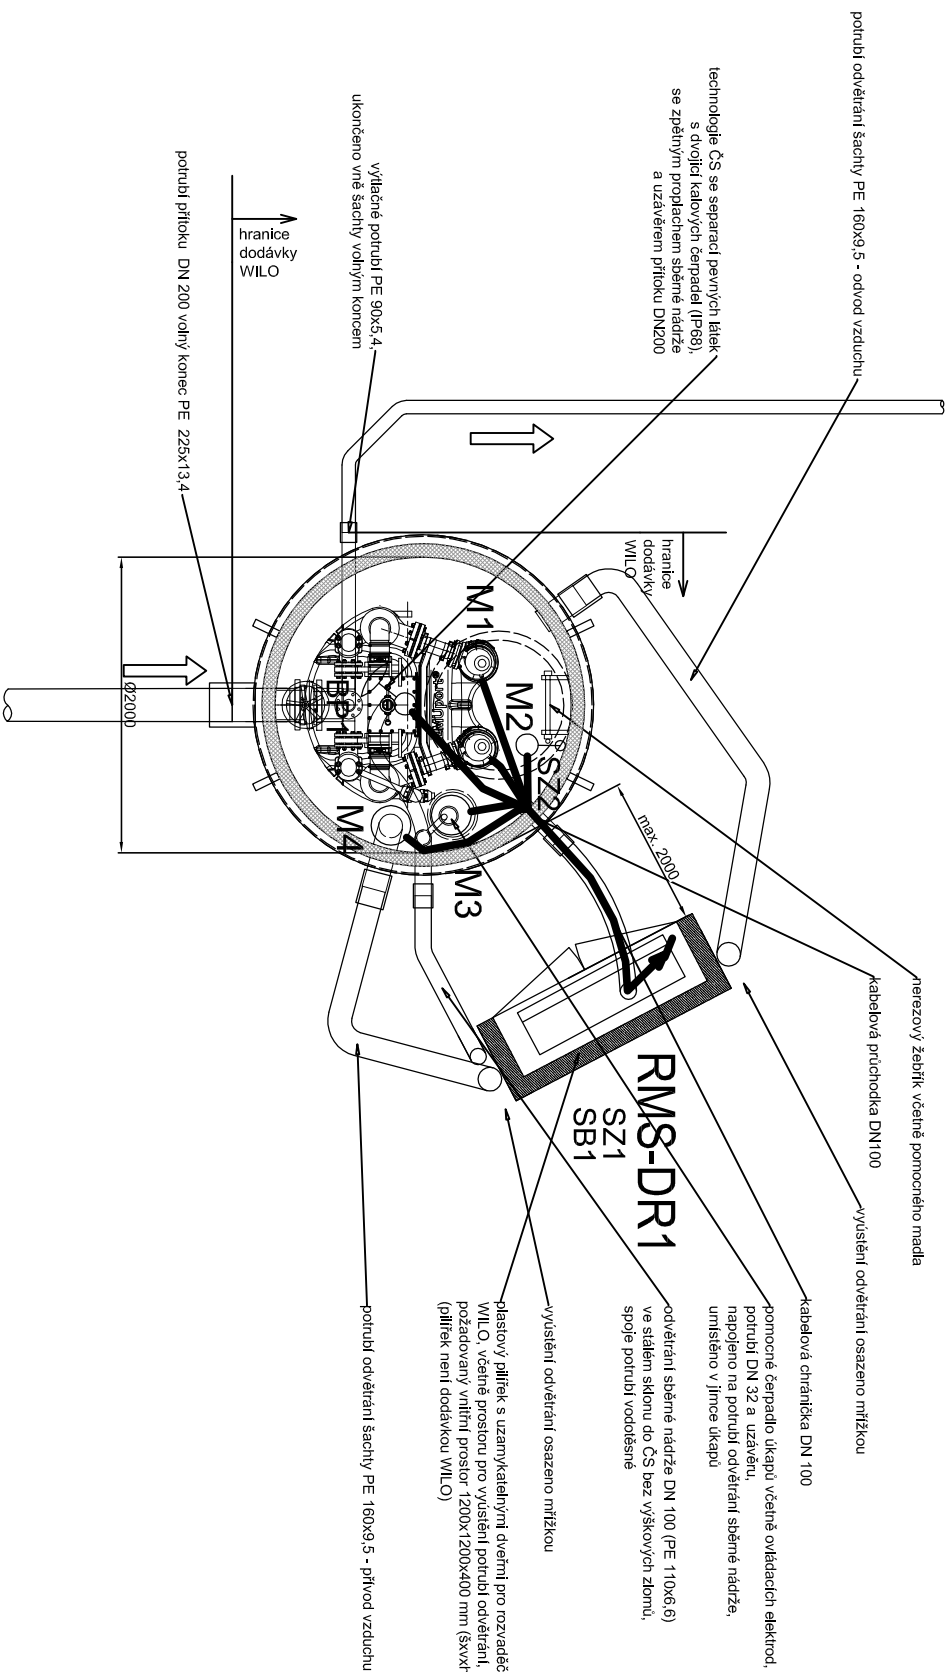 potrubí odvětrání šachty PE 160x9,5 - odvod vzduchu
technologie ČS se separací pevných látek
s dvojicí kalových čerpadel (IP68),
se zpětným proplachem sběrné nádrže
a uzávěrem přítoku DN200
výtlačné potrubí PE 90x5,4,
ukončeno vně šachty volným koncem
hranice
dodávky
WILO
potrubí přítoku DN 200 volný konec PE 225x13,4
hranice
dodávky
WILO
Ø2000
M1
M2
SZ2
BP1
M4
M3
max. 2000
RMS-DR1
SZ1
SB1
nerezový žebřík včetně pomocného madla
kabelová průchodka DN100
vyústění odvětrání osazeno mřížkou
kabelová chránička DN 100
pomocné čerpadlo úkapů včetně ovládacích elektrod,
potrubí DN 32 a uzávěru,
napojeno na potrubí odvětrání sběrné nádrže,
umístěno v jímce úkapů
odvětrání sběrné nádrže DN 100 (PE 110x6,6)
ve stálém sklonu do ČS bez výškových zlomů,
spoje potrubí vodotěsné
vyústění odvětrání osazeno mřížkou
plastový pilířek s uzamykatelnými dveřmi pro rozvaděč
WILO, včetně prostoru pro vyústění potrubí odvětrání,
požadovaný vnitřní prostor 1200x1200x400 mm (šxvxh
(pilířek není dodávkou WILO)
potrubí odvětrání šachty PE 160x9,5 - přívod vzduchu